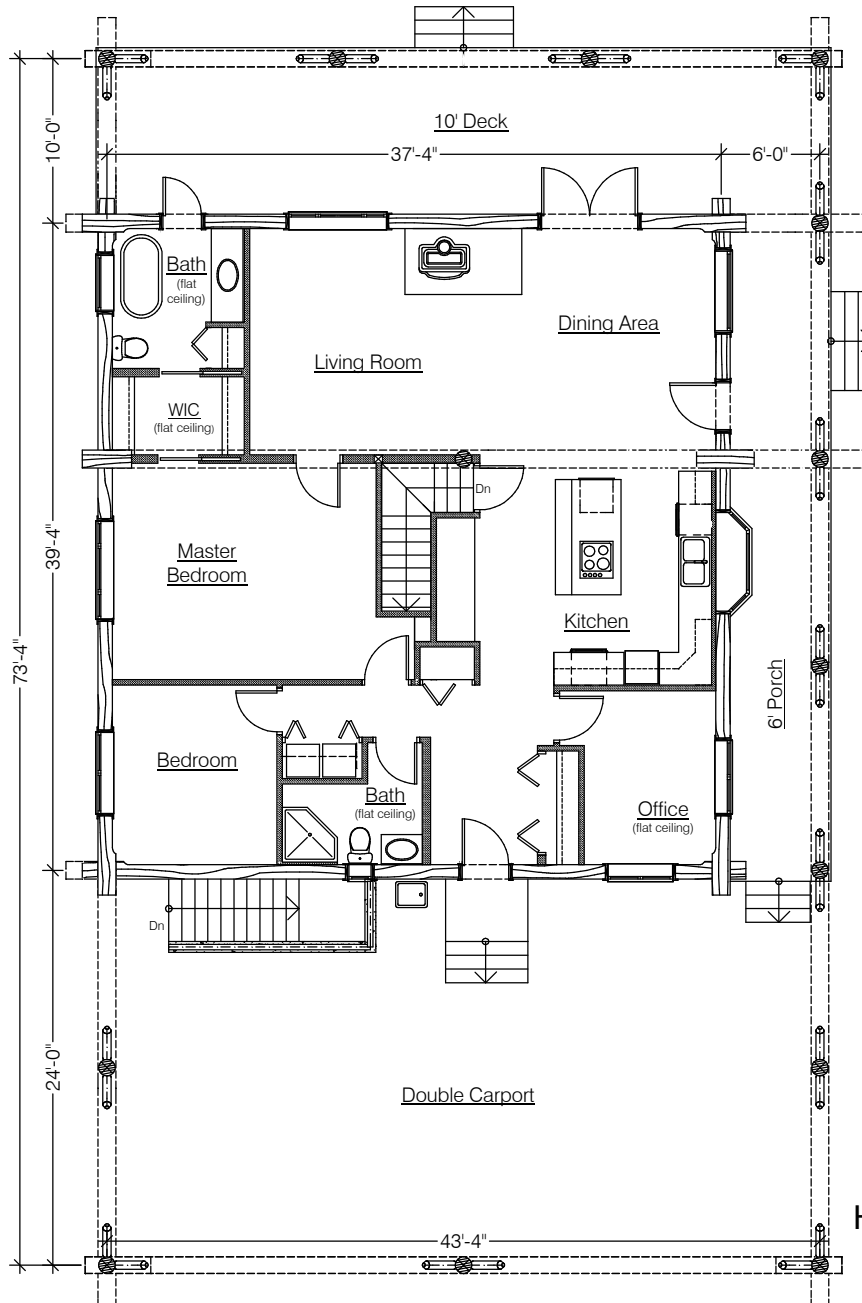 10' Deck
37'-4"
6'-0"
10'-0"
Bath
(flat
ceiling)
Dining Area
Living Room
WIC
(flat ceiling)
Dn
Master
Bedroom
39'-4"
73'-4"
Kitchen
6' Porch
Bedroom
Bath
(flat ceiling)
Office
(flat ceiling)
Dn
24'-0"
Double Carport
H
43'-4"